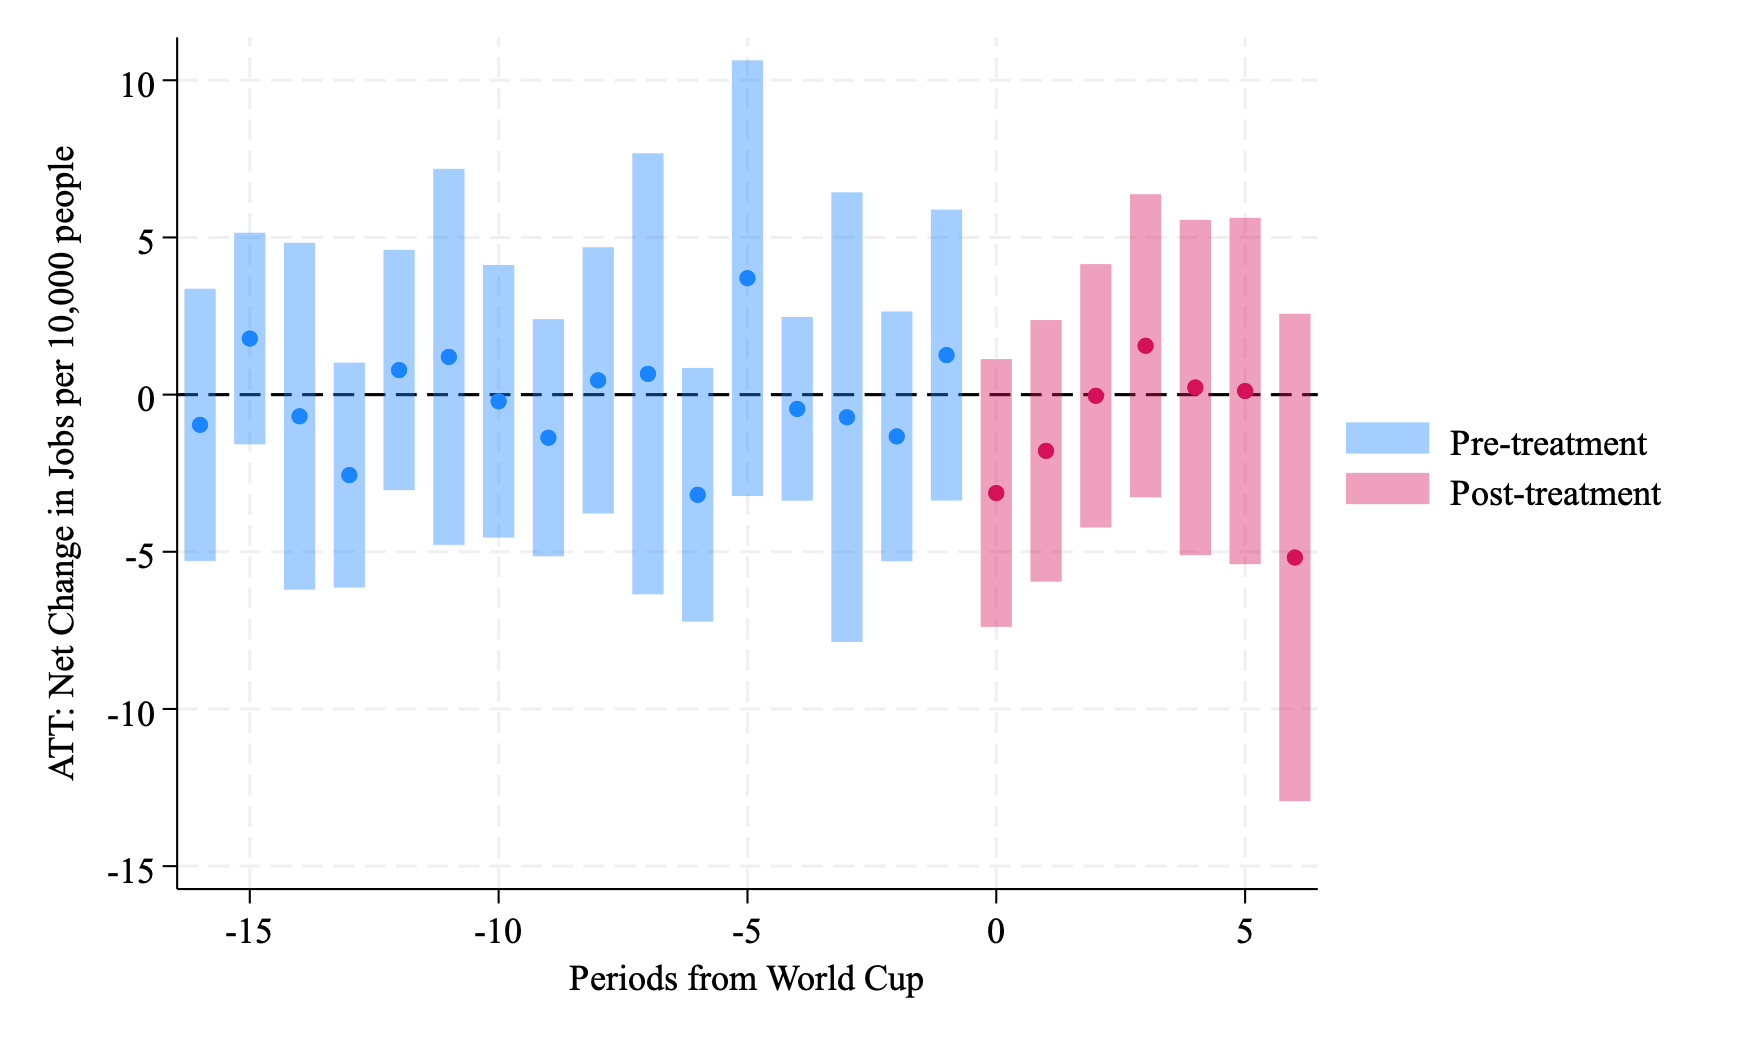 ATT: Net Change in Jobs per 10,000 people
10
5
0
-5
-10
-15
-15
-10
-5
0
5
Periods from World Cup
Pre-treatment
Post-treatment